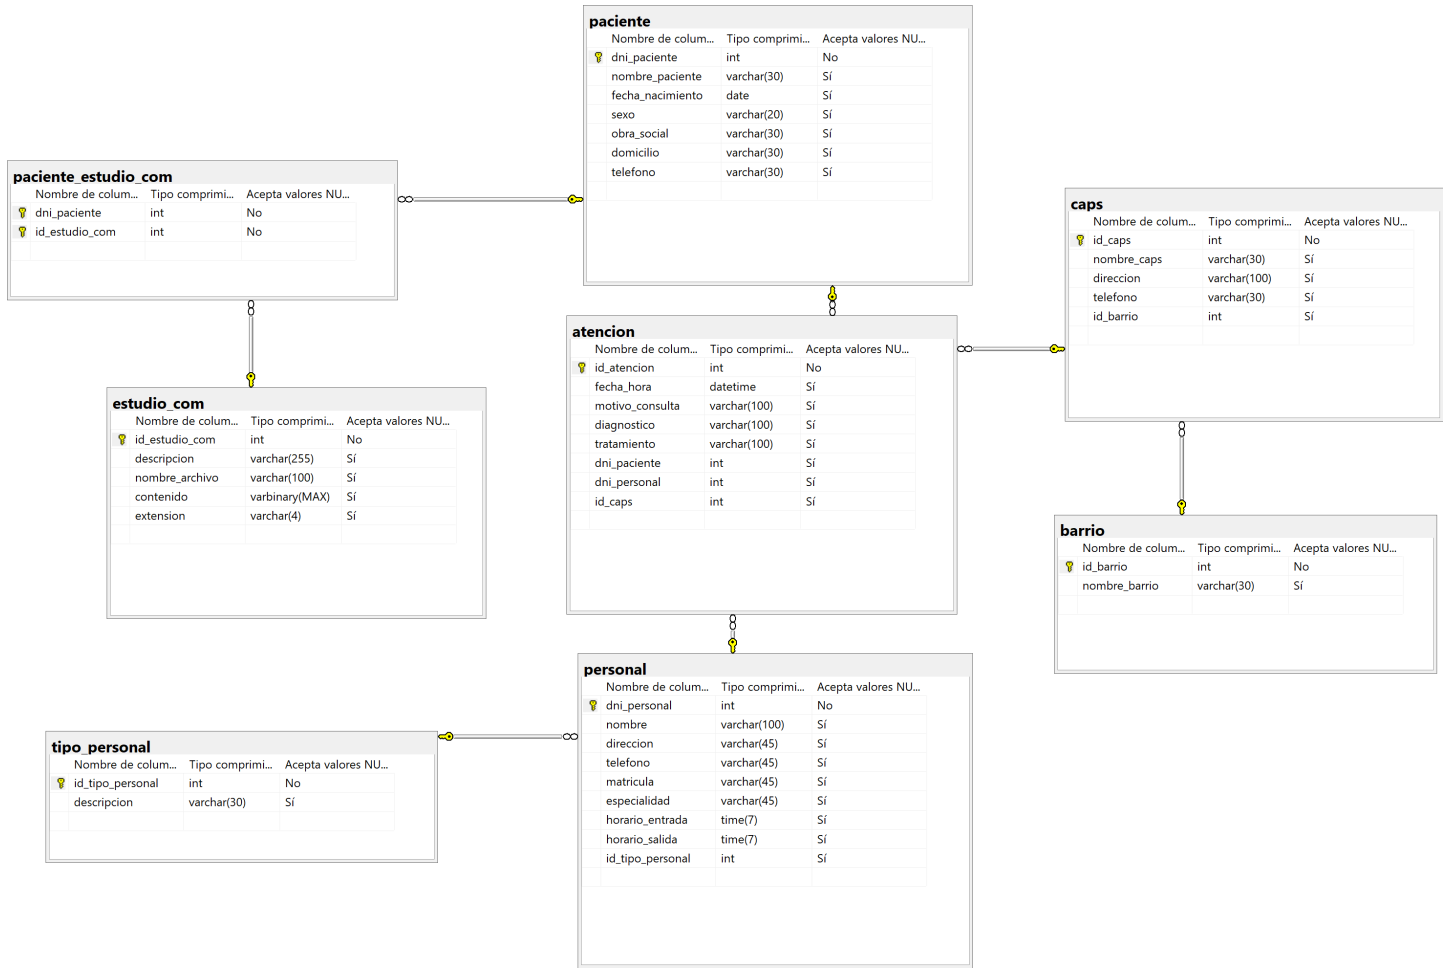 paciente
Nombre de colum... Tipo comprimi... Acepta valores NU...
dni_paciente int No
nombre_paciente varchar(30) Sí
fecha_nacimiento date Sí
sexo varchar(20) Sí
obra_social varchar(30) Sí
domicilio varchar(30) Sí
telefono varchar(30) Sí
paciente_estudio_com
Nombre de colum... Tipo comprimi... Acepta valores NU...
dni_paciente int No
id_estudio_com int No
caps
Nombre de colum... Tipo comprimi... Acepta valores NU...
id_caps int No
nombre_caps varchar(30) Sí
direccion varchar(100) Sí
telefono varchar(30) Sí
id_barrio int Sí
atencion
Nombre de colum... Tipo comprimi... Acepta valores NU...
id_atencion int No
fecha_hora datetime Sí
motivo_consulta varchar(100) Sí
diagnostico varchar(100) Sí
tratamiento varchar(100) Sí
dni_paciente int Sí
dni_personal int Sí
id_caps int Sí
estudio_com
Nombre de colum... Tipo comprimi... Acepta valores NU...
id_estudio_com int No
descripcion varchar(255) Sí
nombre_archivo varchar(100) Sí
contenido varbinary(MAX) Sí
extension varchar(4) Sí
barrio
Nombre de colum... Tipo comprimi... Acepta valores NU...
id_barrio int No
nombre_barrio varchar(30) Sí
personal
Nombre de colum... Tipo comprimi... Acepta valores NU...
dni_personal int No
nombre varchar(100) Sí
direccion varchar(45) Sí
telefono varchar(45) Sí
matricula varchar(45) Sí
especialidad varchar(45) Sí
horario_entrada time(7) Sí
horario_salida time(7) Sí
id_tipo_personal int Sí
tipo_personal
Nombre de colum... Tipo comprimi... Acepta valores NU...
id_tipo_personal int No
descripcion varchar(30) Sí